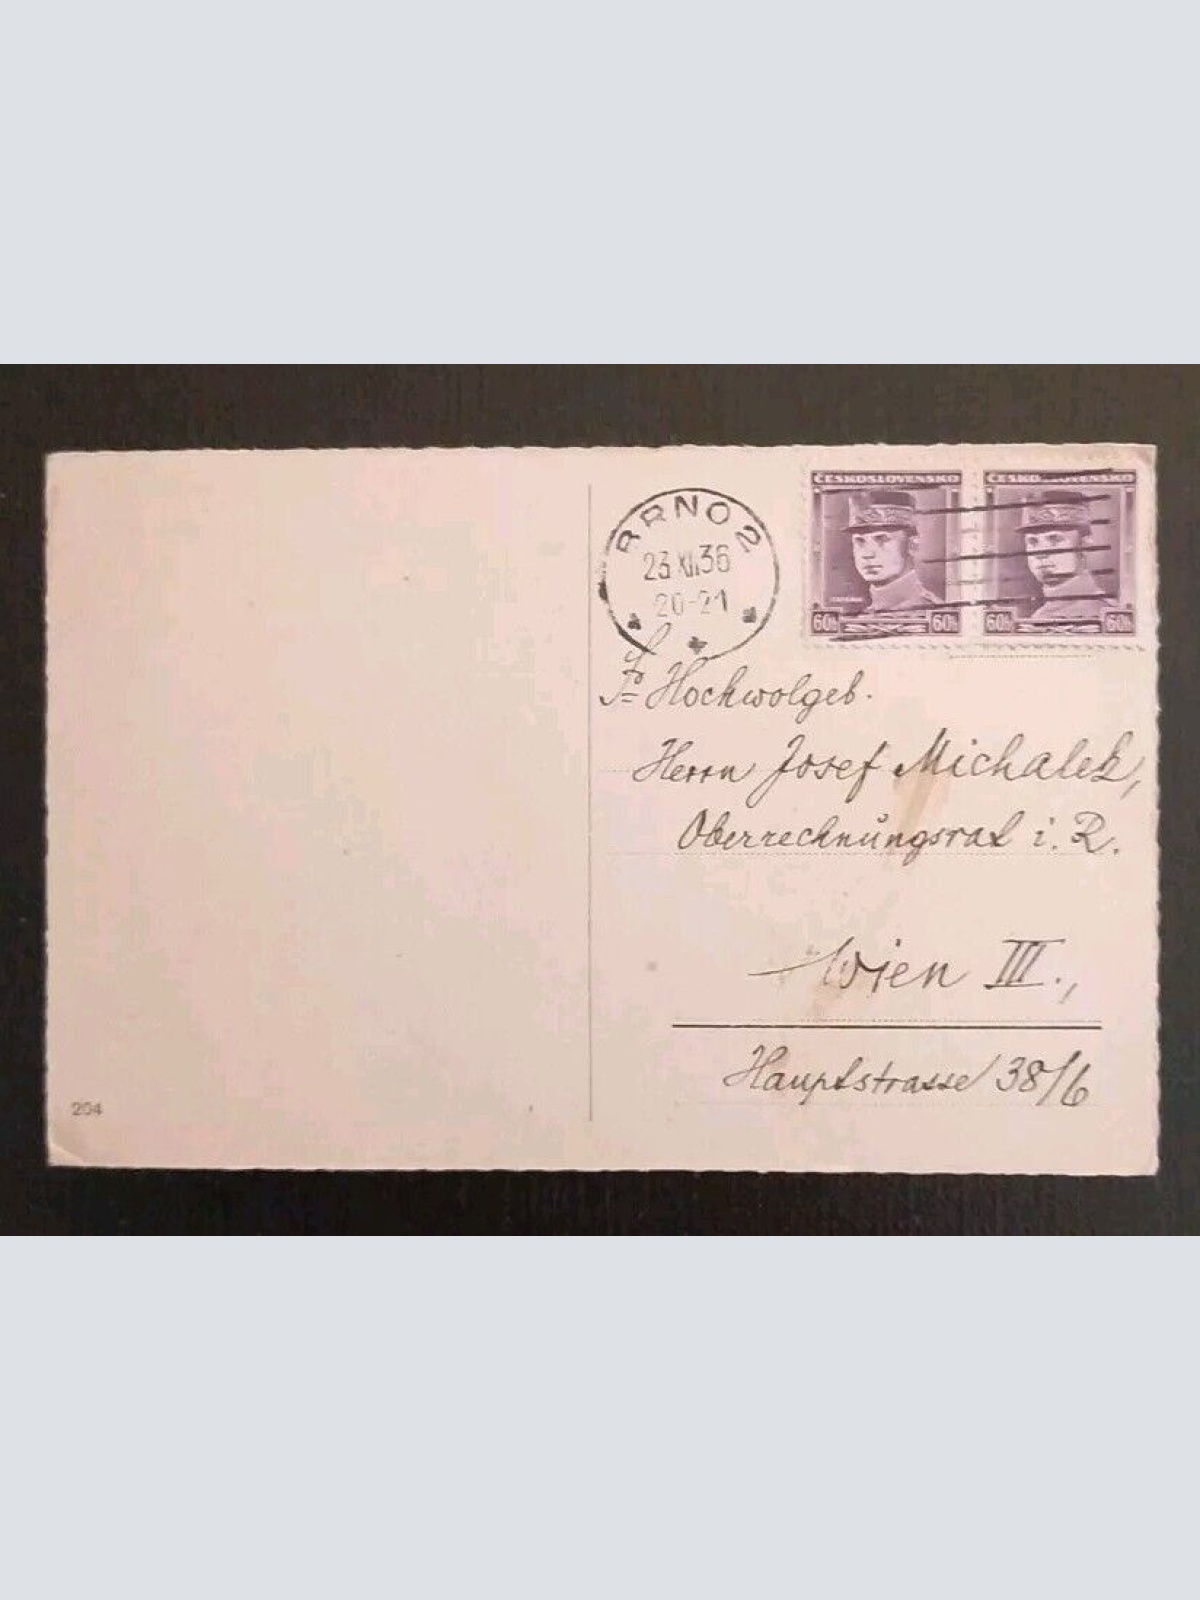 ČESKOSLOVENSKO ČESKOSLOVENSKO
BRNO 2
23 XII 36
20-21
60h 60h 60h 60h
Hochwolgeb.
Herrn Josef Michalek,
Oberrechnungsrat i. R.
Wien III.,
Hauptstrasse 38/6
204